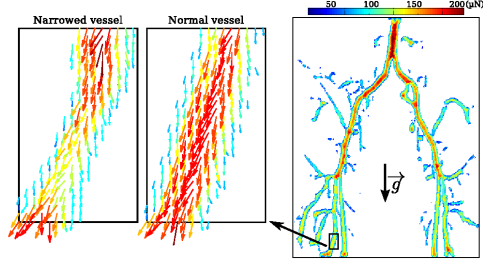 Narrowed vessel
Normal vessel
50 100 150 200(μN)
g